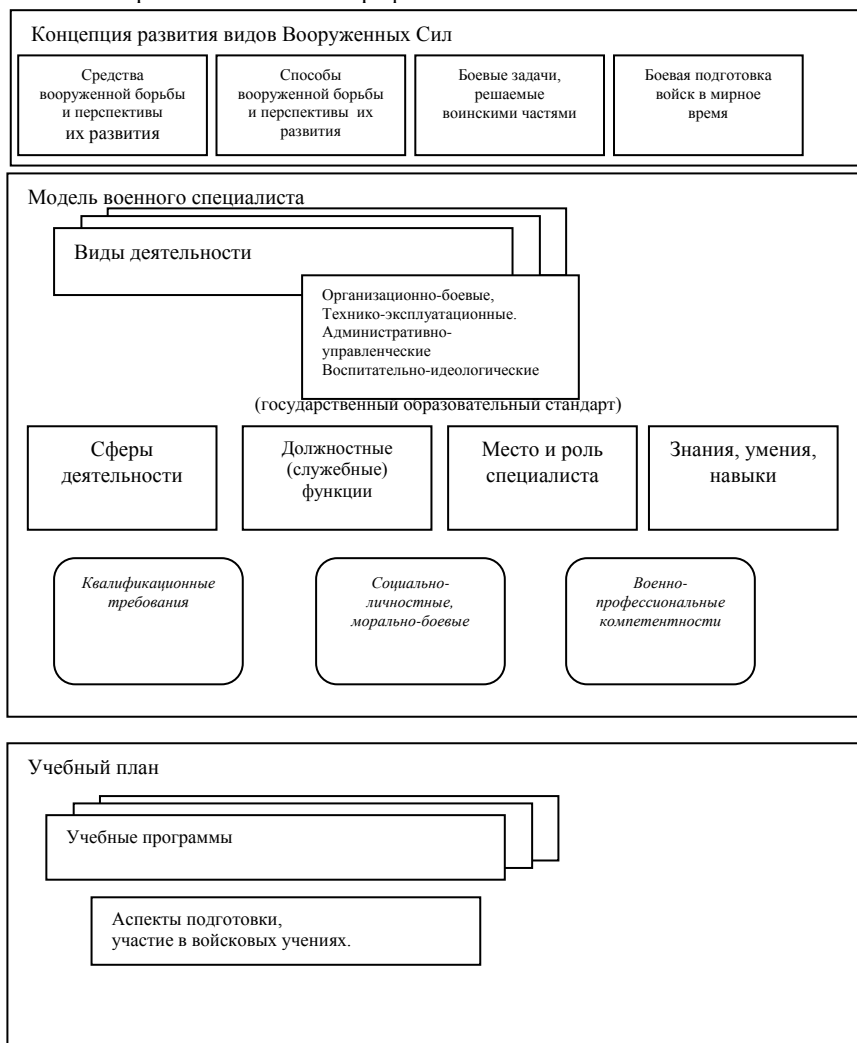 Концепция развития видов Вооруженных Сил
Средства
вооруженной борьбы
и перспективы
их развития
Способы
вооруженной борьбы
и перспективы их
развития
Боевые задачи,
решаемые
воинскими частями
Боевая подготовка
войск в мирное
время
Модель военного специалиста
Виды деятельности
Организационно-боевые,
Технико-эксплуатационные.
Административно-
управленческие
Воспитательно-идеологические
(государственный образовательный стандарт)
Сферы
деятельности
Должностные
(служебные)
функции
Место и роль
специалиста
Знания, умения,
навыки
Квалификационные
требования
Социально-
личностные,
морально-боевые
Военно-
профессиональные
компетентности
Учебный план
Учебные программы
Аспекты подготовки,
участие в войсковых учениях.